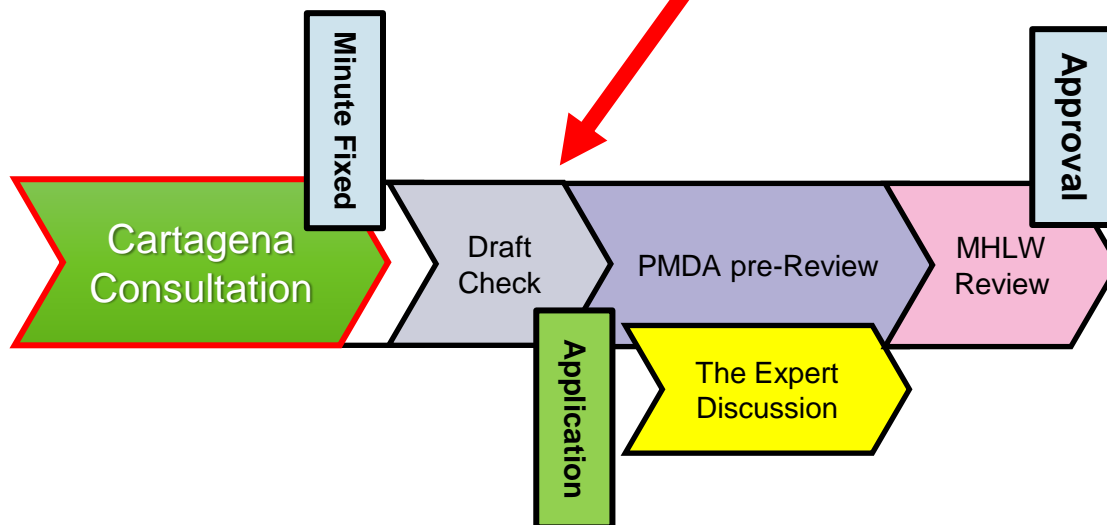 Minute Fixed
Approval
Cartagena
Consultation
Draft
Check
PMDA pre-Review
MHLW
Review
Application
The Expert
Discussion